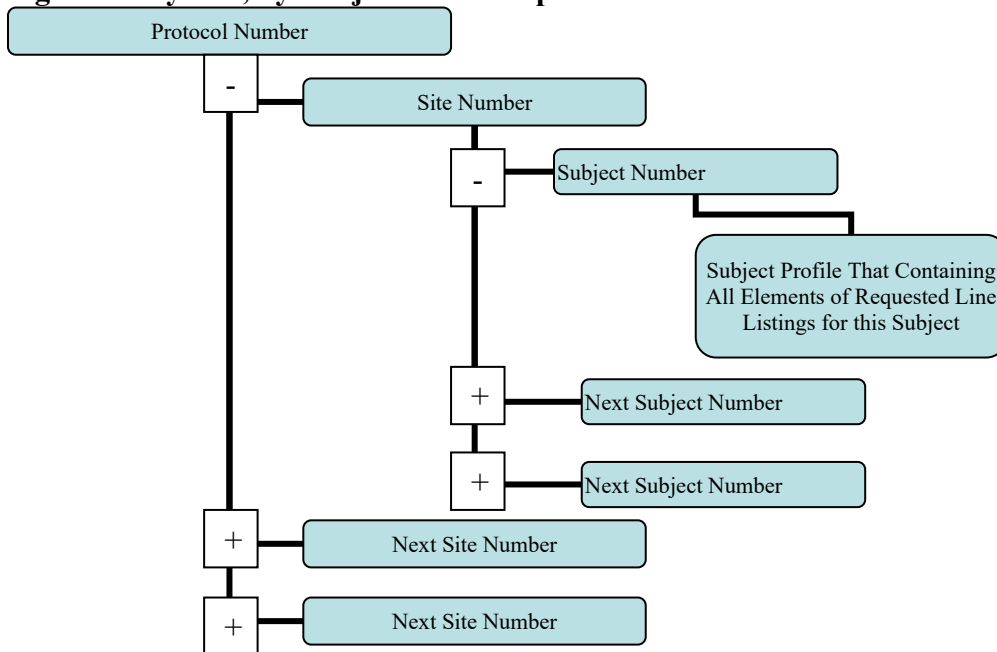 Protocol Number
-
Site Number
-
Subject Number
Subject Profile That Containing
All Elements of Requested Line
Listings for this Subject
+
Next Subject Number
+
Next Subject Number
+
Next Site Number
+
Next Site Number